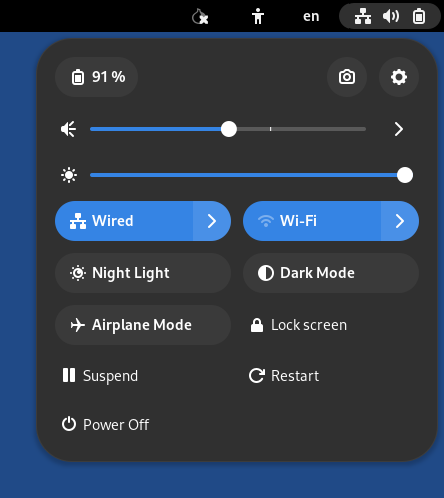 en
91 %
Wired
Wi-Fi
Night Light
Dark Mode
Airplane Mode
Lock screen
Suspend
Restart
Power Off